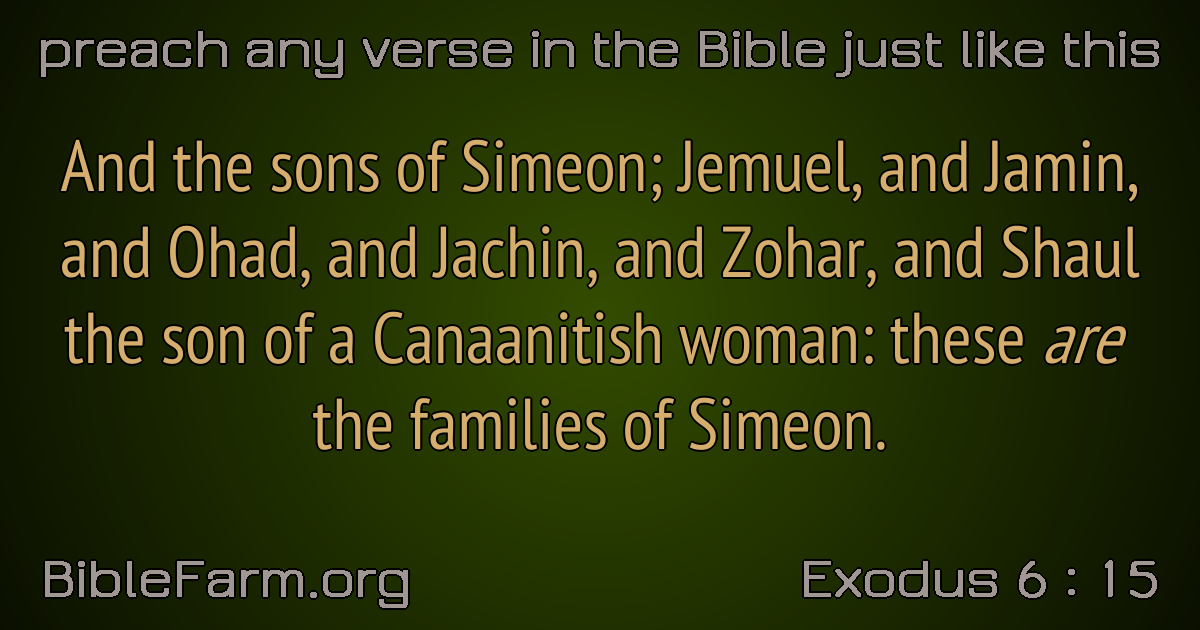 preach any verse in the Bible just like this
And the sons of Simeon; Jemuel, and Jamin,
and Ohad, and Jachin, and Zohar, and Shaul
the son of a Canaanitish woman: these are
the families of Simeon.
BibleFarm.org
Exodus 6 : 15